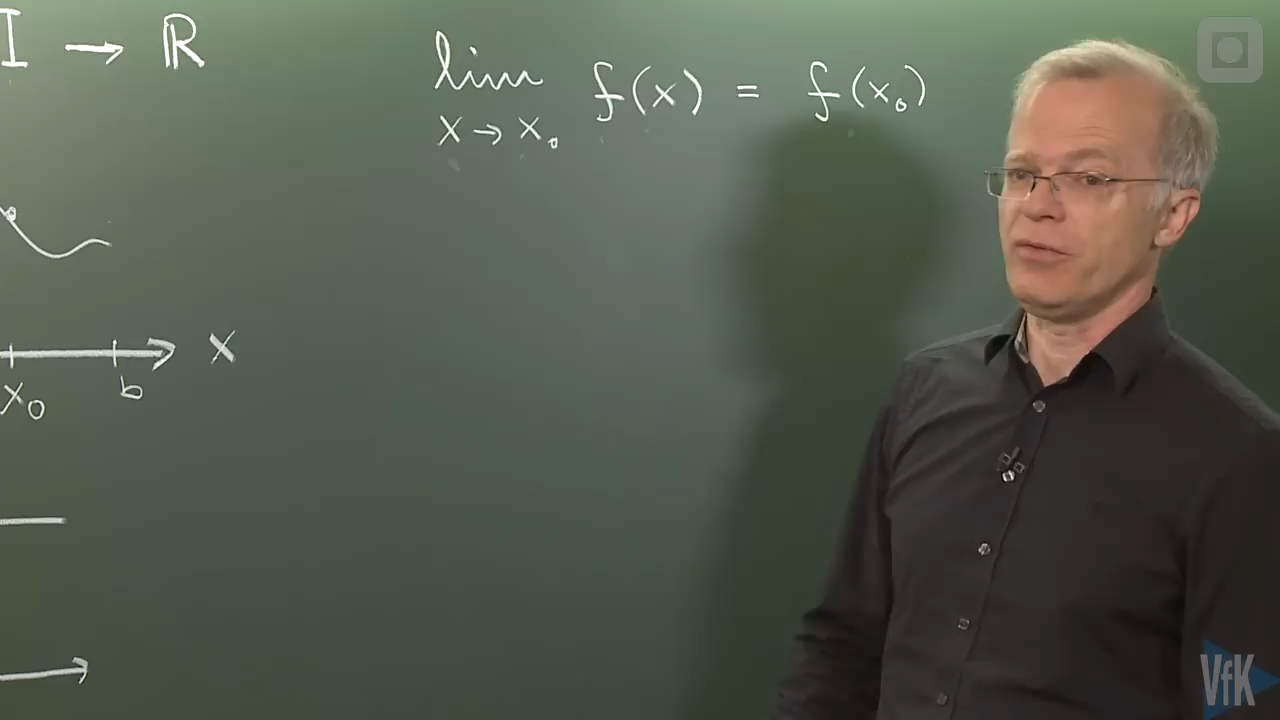 I → ℝ
lim f(x) = f(x₀)
x → x₀
x
x₀ b
VfK